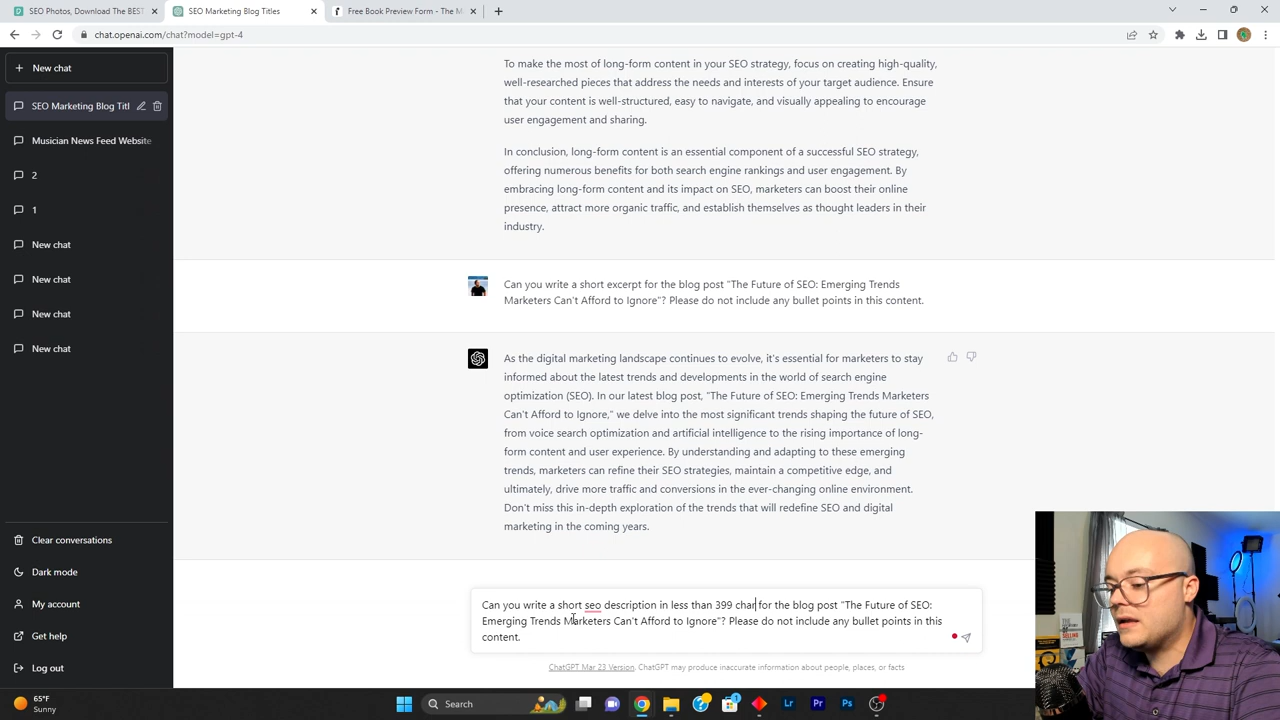 SEO Photos, Download The BEST
SEO Marketing Blog Titles
Free Book Preview Form - The M
chat.openai.com/chat?model=gpt-4
New chat
SEO Marketing Blog Titl
Musician News Feed Website
2
1
New chat
New chat
New chat
New chat
Clear conversations
Dark mode
My account
Get help
Log out
To make the most of long-form content in your SEO strategy, focus on creating high-quality,
well-researched pieces that address the needs and interests of your target audience. Ensure
that your content is well-structured, easy to navigate, and visually appealing to encourage
user engagement and sharing.
In conclusion, long-form content is an essential component of a successful SEO strategy,
offering numerous benefits for both search engine rankings and user engagement. By
embracing long-form content and its impact on SEO, marketers can boost their online
presence, attract more organic traffic, and establish themselves as thought leaders in their
industry.
Can you write a short excerpt for the blog post "The Future of SEO: Emerging Trends
Marketers Can't Afford to Ignore"? Please do not include any bullet points in this content.
As the digital marketing landscape continues to evolve, it's essential for marketers to stay
informed about the latest trends and developments in the world of search engine
optimization (SEO). In our latest blog post, "The Future of SEO: Emerging Trends Marketers
Can't Afford to Ignore," we delve into the most significant trends shaping the future of SEO,
from voice search optimization and artificial intelligence to the rising importance of long-
form content and user experience. By understanding and adapting to these emerging
trends, marketers can refine their SEO strategies, maintain a competitive edge, and
ultimately, drive more traffic and conversions in the ever-changing online environment.
Don't miss this in-depth exploration of the trends that will redefine SEO and digital
marketing in the coming years.
Can you write a short seo description in less than 399 char for the blog post "The Future of SEO:
Emerging Trends Marketers Can't Afford to Ignore"? Please do not include any bullet points in this
content.
ChatGPT Mar 23 Version. ChatGPT may produce inaccurate information about people, places, or facts
65°F
Sunny
Search
Lr
Pr
Ps